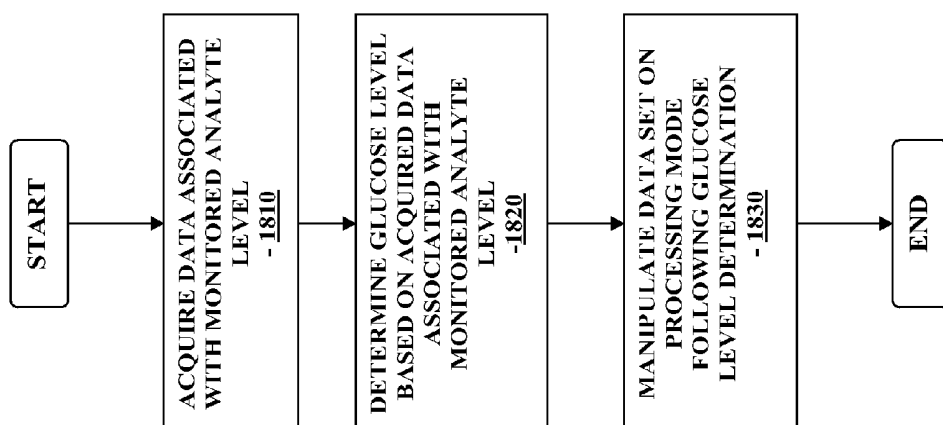 START
ACQUIRE DATA ASSOCIATED
WITH MONITORED ANALYTE
LEVEL
- 1810
DETERMINE GLUCOSE LEVEL
BASED ON ACQUIRED DATA
ASSOCIATED WITH
MONITORED ANALYTE
LEVEL
-1820
MANIPULATE DATA SET ON
PROCESSING MODE
FOLLOWING GLUCOSE
LEVEL DETERMINATION
- 1830
END